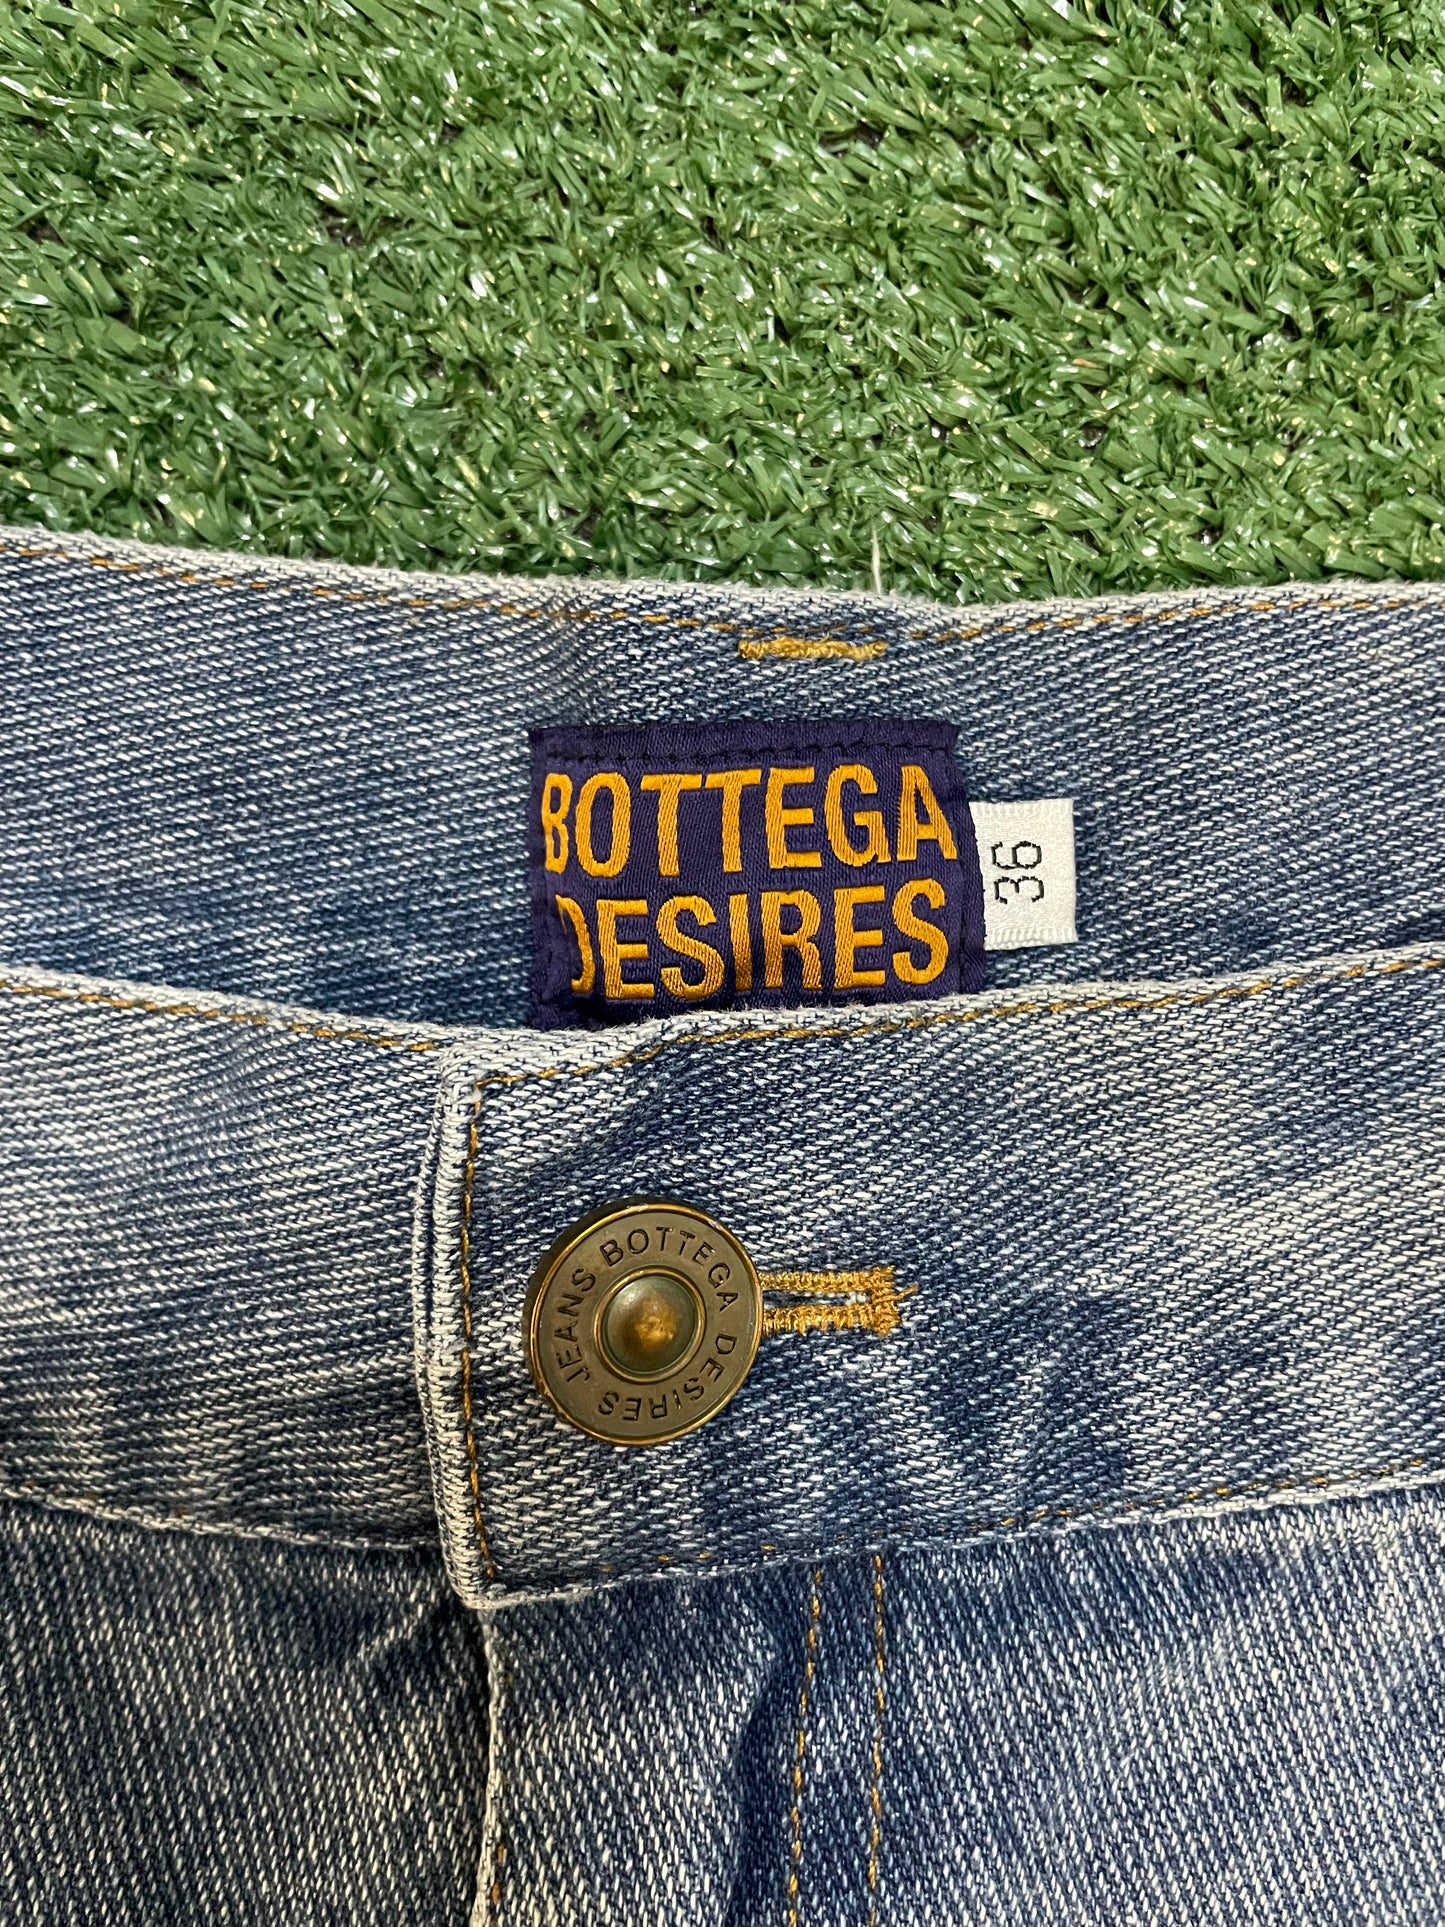 BOTTEGA
DESIRES
36
JEANS BOTTEGA DESIRES